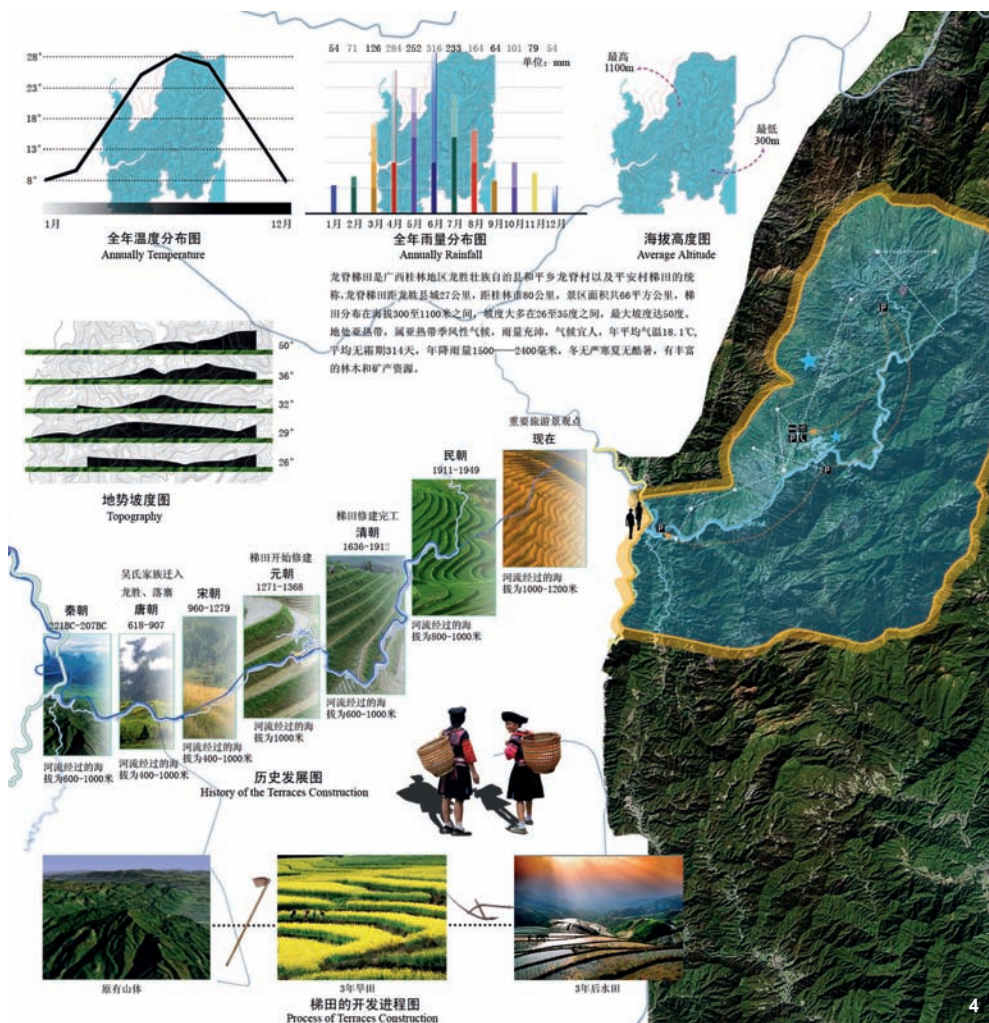 28°
23°
18°
13°
8°
1月
12月
全年温度分布图
Annually Temperature
54 71 126 284 252 316 233 164 64 101 79 54
单位：mm
1月 2月 3月 4月 5月 6月 7月 8月 9月 10月 11月 12月
全年雨量分布图
Annually Rainfall
最高
1100m
最低
300m
海拔高度图
Average Altitude
龙脊梯田是广西桂林地区龙胜壮族自治县和平乡龙脊村以及平安村梯田的统
称，龙脊梯田距龙胜县城27公里，距桂林市80公里，景区面积共66平方公里，梯
田分布在海拔300至1100米之间，坡度大多在26至35度之间，最大坡度达50度。
地处亚热带，属亚热带季风性气候，雨量充沛，气候宜人，年平均气温18.1℃，
平均无霜期314天，年降雨量1500——2400毫米，冬无严寒夏无酷暑，有丰富
的林木和矿产资源。
50°
36°
32°
29°
26°
地势坡度图
Topography
秦朝
221BC-207BC
河流经过的海
拔为600-1000米
吴氏家族迁入
龙胜、落寨
唐朝
618-907
河流经过的海
拔为400-1000米
宋朝
960-1279
河流经过的海
拔为400-1000米
梯田开始修建
元朝
1271-1368
河流经过的海
拔为1000米
梯田修建完工
清朝
1636-1912
河流经过的海
拔为600-1000米
民朝
1911-1949
河流经过的海
拔为800-1000米
重要旅游景观点
现在
河流经过的海
拔为1000-1200米
历史发展图
History of the Terraces Construction
P
P
P
P
原有山体
3年旱田
3年后水田
梯田的开发进程图
Process of Terraces Construction
4